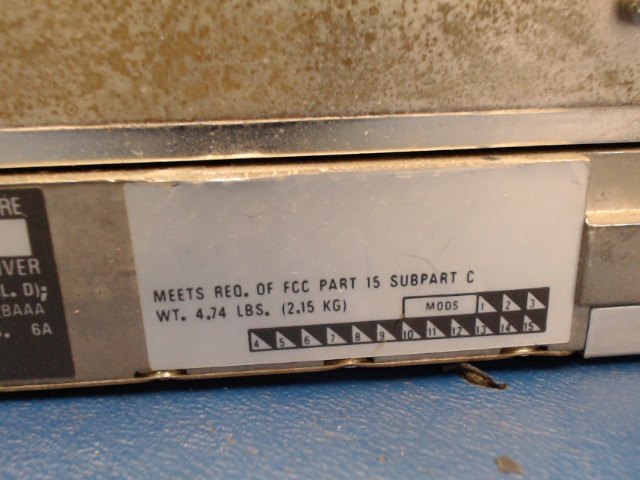 RE
IVER
L. D);
BAAA
. 6A
MEETS REQ. OF FCC PART 15 SUBPART C
WT. 4.74 LBS. (2.15 KG)
MODS 1 2 3
4 5 6 7 8 9 10 11 12 13 14 15